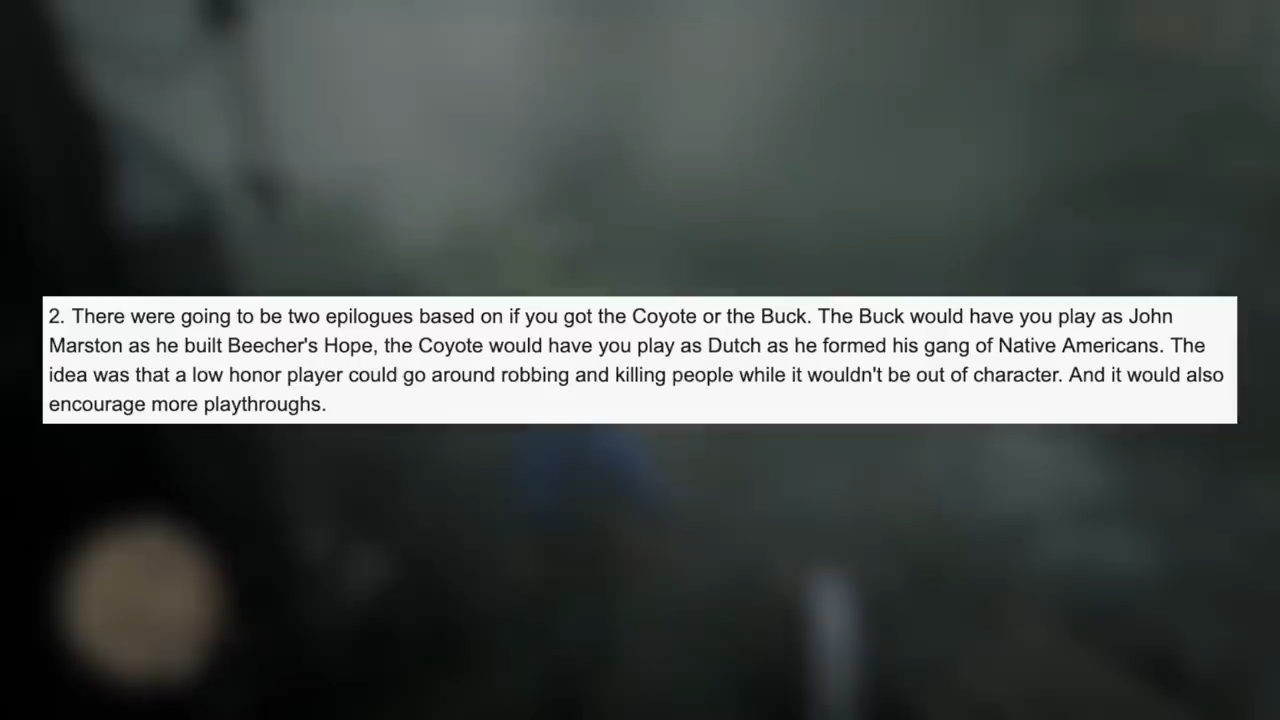 2. There were going to be two epilogues based on if you got the Coyote or the Buck. The Buck would have you play as John
Marston as he built Beecher's Hope, the Coyote would have you play as Dutch as he formed his gang of Native Americans. The
idea was that a low honor player could go around robbing and killing people while it wouldn't be out of character. And it would also
encourage more playthroughs.